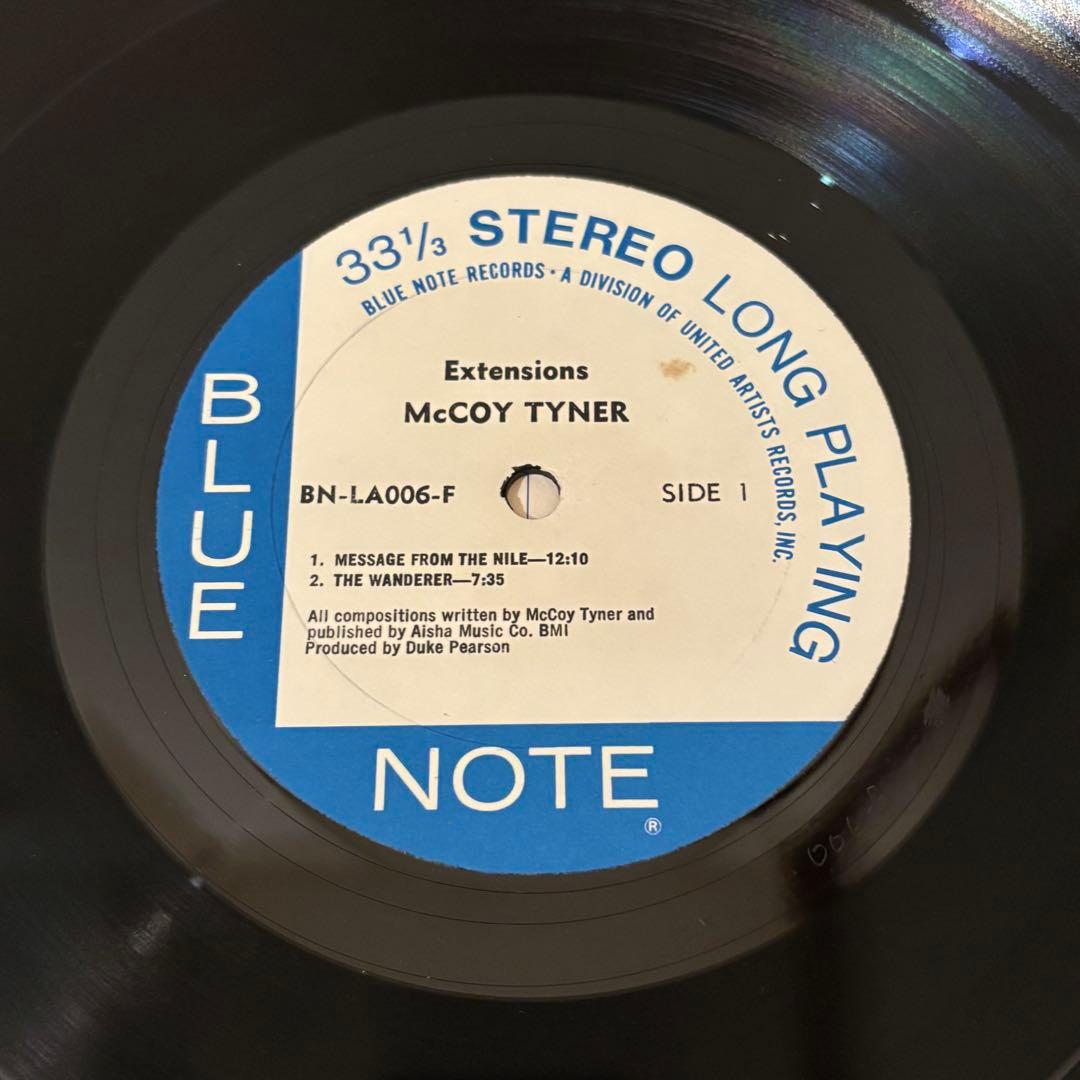 33⅓ STEREO LONG PLAYING
BLUE NOTE RECORDS • A DIVISION OF UNITED ARTISTS RECORDS, INC.
Extensions
McCOY TYNER
BN-LA006-F
SIDE 1
1. MESSAGE FROM THE NILE—12:10
2. THE WANDERER—7:35
All compositions written by McCoy Tyner and
published by Aisha Music Co. BMI
Produced by Duke Pearson
BLUE
NOTE
®